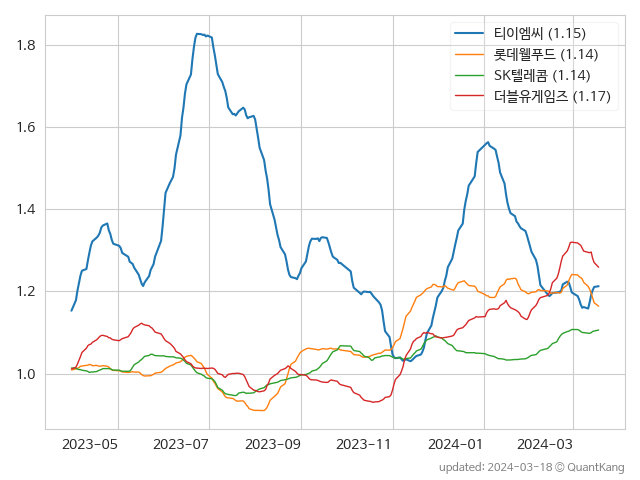 티이엠씨 (1.15)
롯데웰푸드 (1.14)
SK텔레콤 (1.14)
더블유게임즈 (1.17)
1.8
1.6
1.4
1.2
1.0
2023-05 2023-07 2023-09 2023-11 2024-01 2024-03
updated: 2024-03-18 © QuantKang